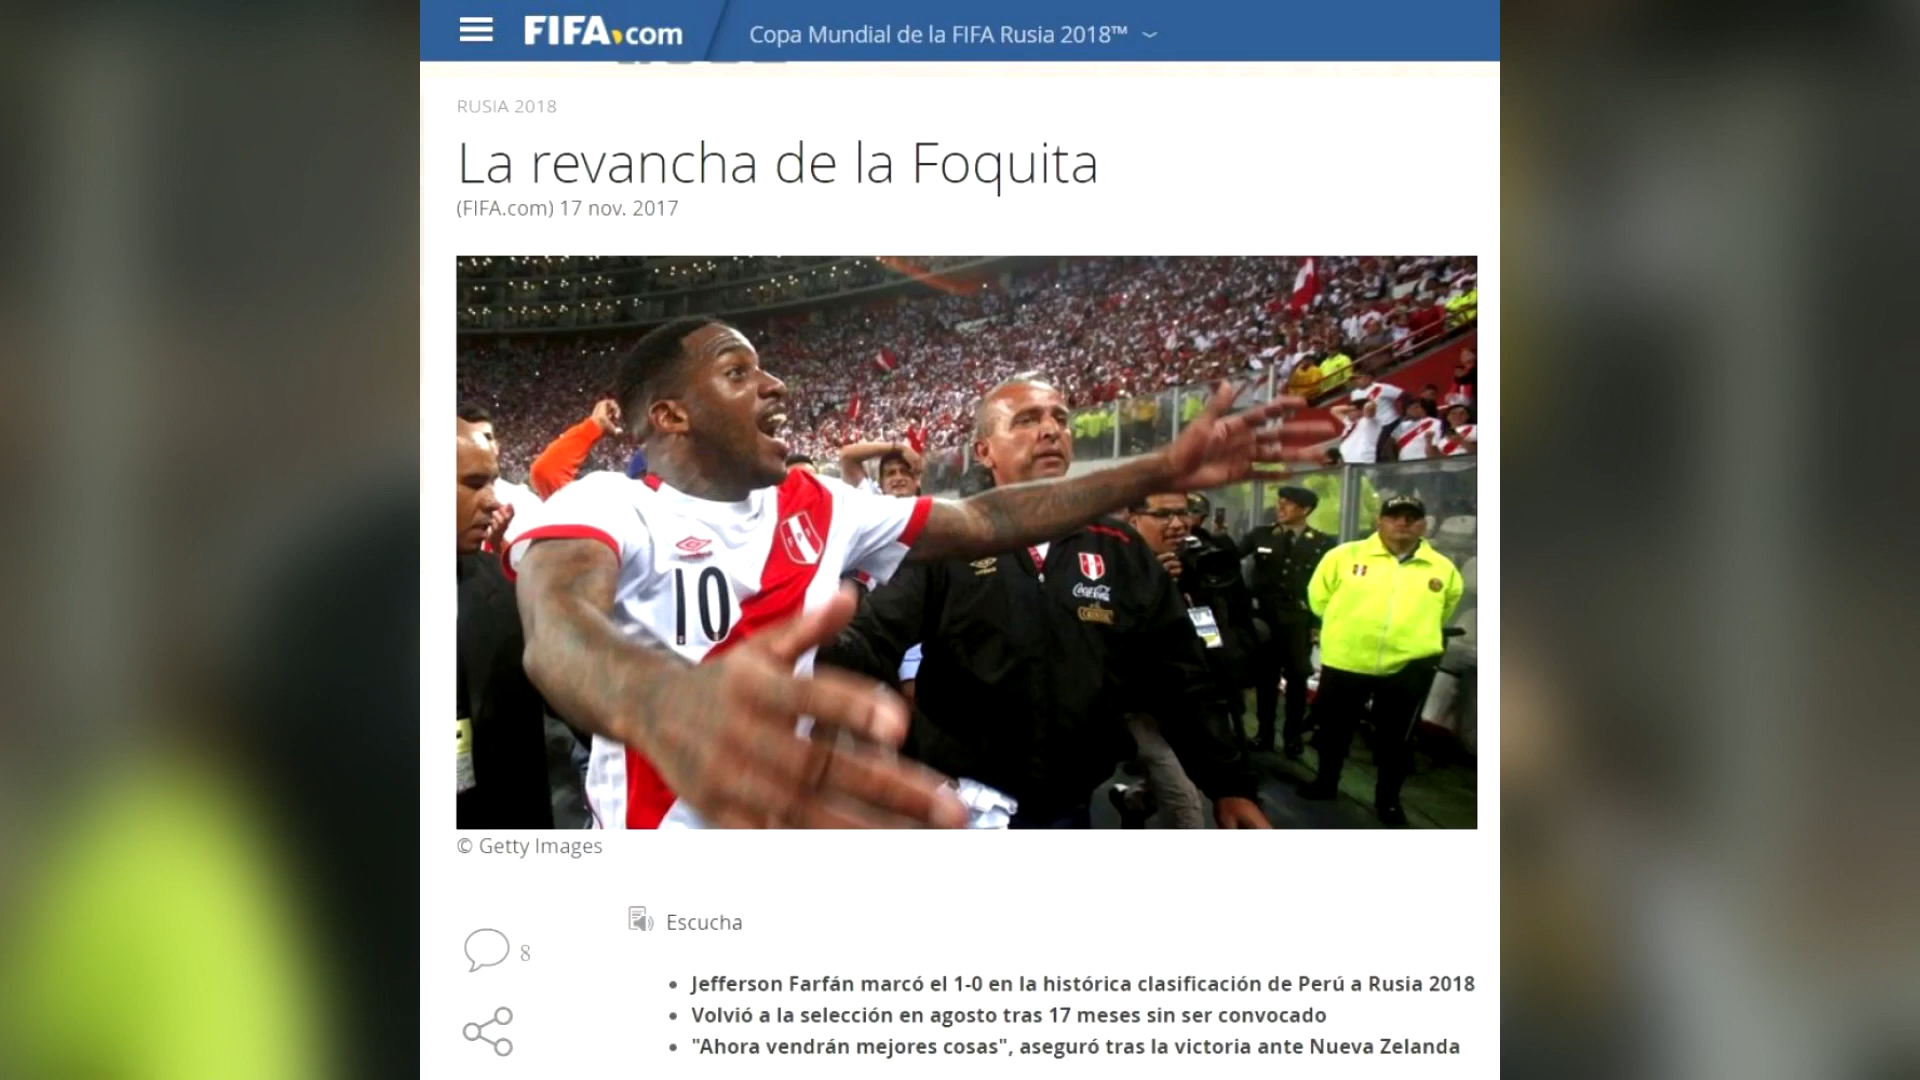 FIFA.com
Copa Mundial de la FIFA Rusia 2018™
RUSIA 2018
La revancha de la Foquita
(FIFA.com) 17 nov. 2017
10
Coca-Cola
© Getty Images
Escucha
8
• Jefferson Farfán marcó el 1-0 en la histórica clasificación de Perú a Rusia 2018
• Volvió a la selección en agosto tras 17 meses sin ser convocado
• "Ahora vendrán mejores cosas", aseguró tras la victoria ante Nueva Zelanda